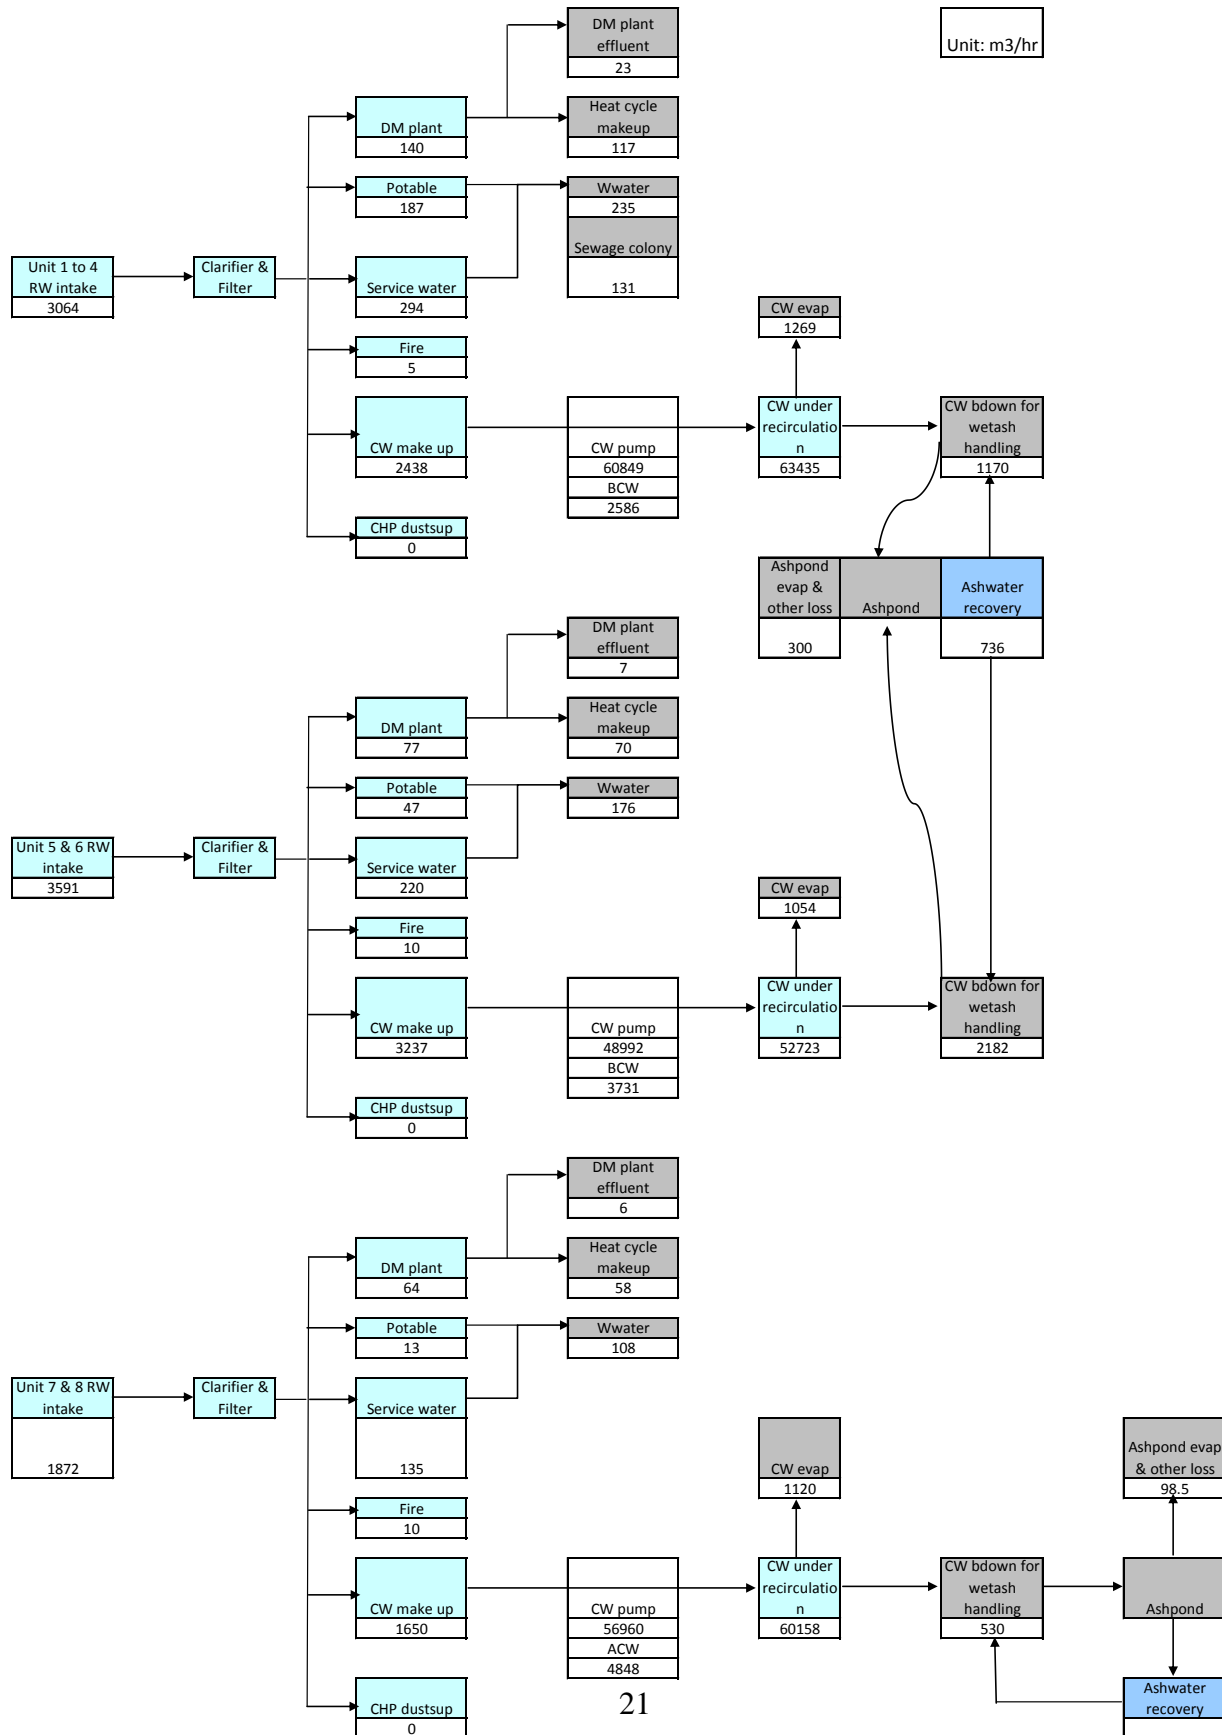 DM plant
effluent
23
Unit: m3/hr
DM plant
140
Heat cycle
makeup
117
Potable
187
Wwater
235
Sewage colony
131
Unit 1 to 4
RW intake
3064
Clarifier &
Filter
Service water
294
CW evap
1269
Fire
5
CW make up
2438
CW pump
60849
BCW
2586
CW under
recirculatio
n
63435
CW bdown for
wetash
handling
1170
CHP dustsup
0
Ashpond
evap &
other loss
300
Ashpond
Ashwater
recovery
736
DM plant
effluent
7
DM plant
77
Heat cycle
makeup
70
Potable
47
Wwater
176
Unit 5 & 6 RW
intake
3591
Clarifier &
Filter
Service water
220
CW evap
1054
Fire
10
CW make up
3237
CW pump
48992
BCW
3731
CW under
recirculatio
n
52723
CW bdown for
wetash
handling
2182
CHP dustsup
0
DM plant
effluent
6
DM plant
64
Heat cycle
makeup
58
Potable
13
Wwater
108
Unit 7 & 8 RW
intake
1872
Clarifier &
Filter
Service water
135
CW evap
1120
Ashpond evap
& other loss
98.5
Fire
10
CW make up
1650
CW pump
56960
ACW
4848
CW under
recirculatio
n
60158
CW bdown for
wetash
handling
530
Ashpond
CHP dustsup
0
21
Ashwater
recovery